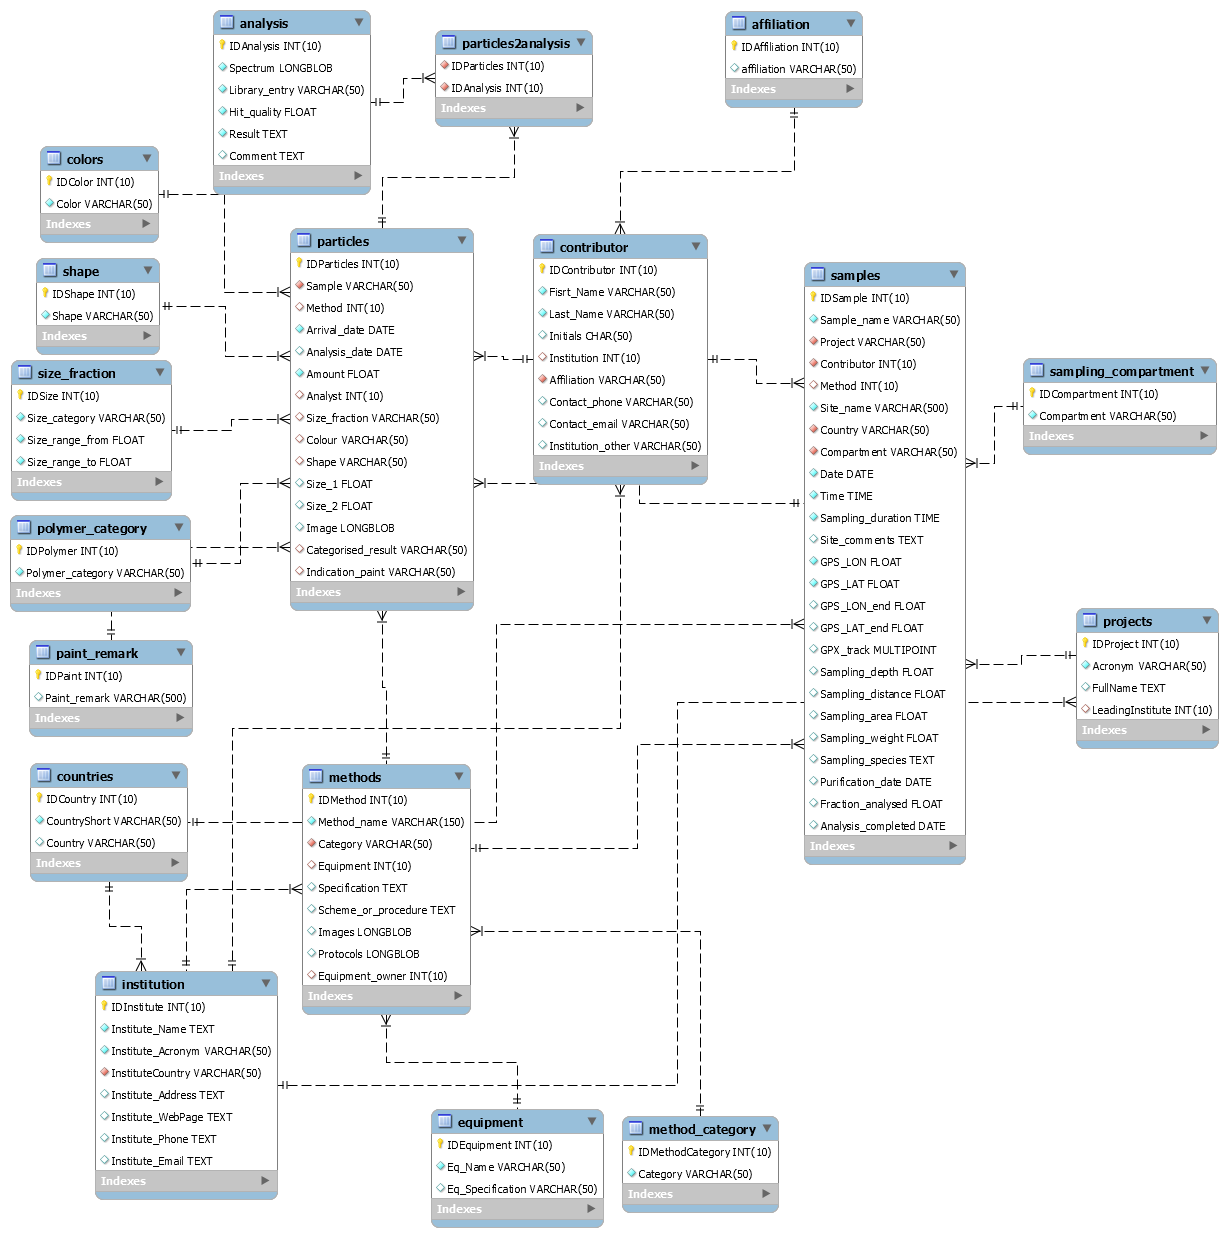 analysis
IDAnalysis INT(10)
Spectrum LONGBLOB
Library_entry VARCHAR(50)
Hit_quality FLOAT
Result TEXT
Comment TEXT
Indexes
particles2analysis
IDParticles INT(10)
IDAnalysis INT(10)
Indexes
affiliation
IDAffiliation INT(10)
affiliation VARCHAR(50)
Indexes
colors
IDColor INT(10)
Color VARCHAR(50)
Indexes
shape
IDShape INT(10)
Shape VARCHAR(50)
Indexes
size_fraction
IDSize INT(10)
Size_category VARCHAR(50)
Size_range_from FLOAT
Size_range_to FLOAT
Indexes
polymer_category
IDPolymer INT(10)
Polymer_category VARCHAR(50)
Indexes
paint_remark
IDPaint INT(10)
Paint_remark VARCHAR(500)
Indexes
particles
IDParticles INT(10)
Sample VARCHAR(50)
Method INT(10)
Arrival_date DATE
Analysis_date DATE
Amount FLOAT
Analyst INT(10)
Size_fraction VARCHAR(50)
Colour VARCHAR(50)
Shape VARCHAR(50)
Size_1 FLOAT
Size_2 FLOAT
Image LONGBLOB
Categorised_result VARCHAR(50)
Indication_paint VARCHAR(50)
Indexes
contributor
IDContributor INT(10)
Fisrt_Name VARCHAR(50)
Last_Name VARCHAR(50)
Initials CHAR(50)
Institution INT(10)
Affiliation VARCHAR(50)
Contact_phone VARCHAR(50)
Contact_email VARCHAR(50)
Institution_other VARCHAR(50)
Indexes
samples
IDSample INT(10)
Sample_name VARCHAR(50)
Project VARCHAR(50)
Contributor INT(10)
Method INT(10)
Site_name VARCHAR(500)
Country VARCHAR(50)
Compartment VARCHAR(50)
Date DATE
Time TIME
Sampling_duration TIME
Site_comments TEXT
GPS_LON FLOAT
GPS_LAT FLOAT
GPS_LON_end FLOAT
GPS_LAT_end FLOAT
GPX_track MULTIPOINT
Sampling_depth FLOAT
Sampling_distance FLOAT
Sampling_area FLOAT
Sampling_weight FLOAT
Sampling_species TEXT
Purification_date DATE
Fraction_analysed FLOAT
Analysis_completed DATE
Indexes
sampling_compartment
IDCompartment INT(10)
Compartment VARCHAR(50)
Indexes
projects
IDProject INT(10)
Acronym VARCHAR(50)
FullName TEXT
LeadingInstitute INT(10)
Indexes
countries
IDCountry INT(10)
CountryShort VARCHAR(50)
Country VARCHAR(50)
Indexes
methods
IDMethod INT(10)
Method_name VARCHAR(150)
Category VARCHAR(50)
Equipment INT(10)
Specification TEXT
Scheme_or_procedure TEXT
Images LONGBLOB
Protocols LONGBLOB
Equipment_owner INT(10)
Indexes
institution
IDInstitute INT(10)
Institute_Name TEXT
Institute_Acronym VARCHAR(50)
InstituteCountry VARCHAR(50)
Institute_Address TEXT
Institute_WebPage TEXT
Institute_Phone TEXT
Institute_Email TEXT
Indexes
equipment
IDEquipment INT(10)
Eq_Name VARCHAR(50)
Eq_Specification VARCHAR(50)
Indexes
method_category
IDMethodCategory INT(10)
Category VARCHAR(50)
Indexes